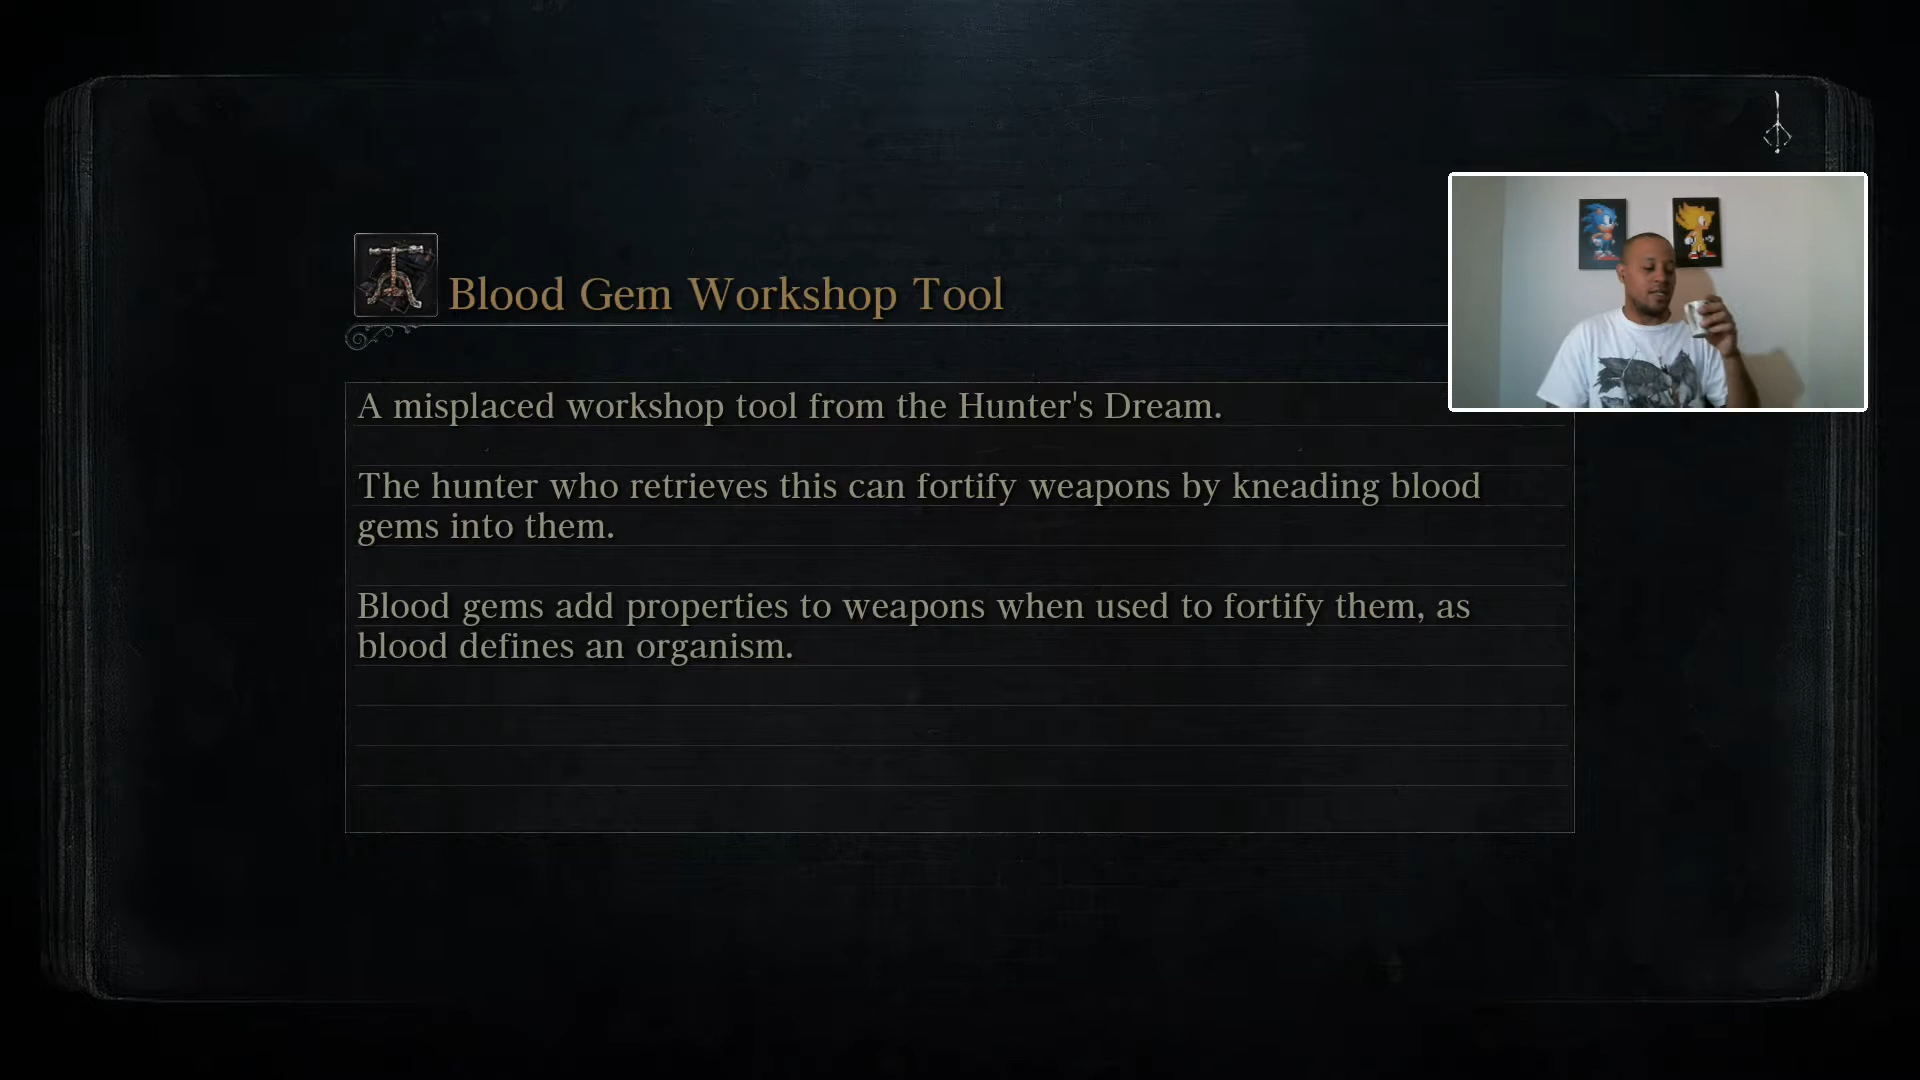 Blood Gem Workshop Tool
A misplaced workshop tool from the Hunter's Dream.
The hunter who retrieves this can fortify weapons by kneading blood
gems into them.
Blood gems add properties to weapons when used to fortify them, as
blood defines an organism.